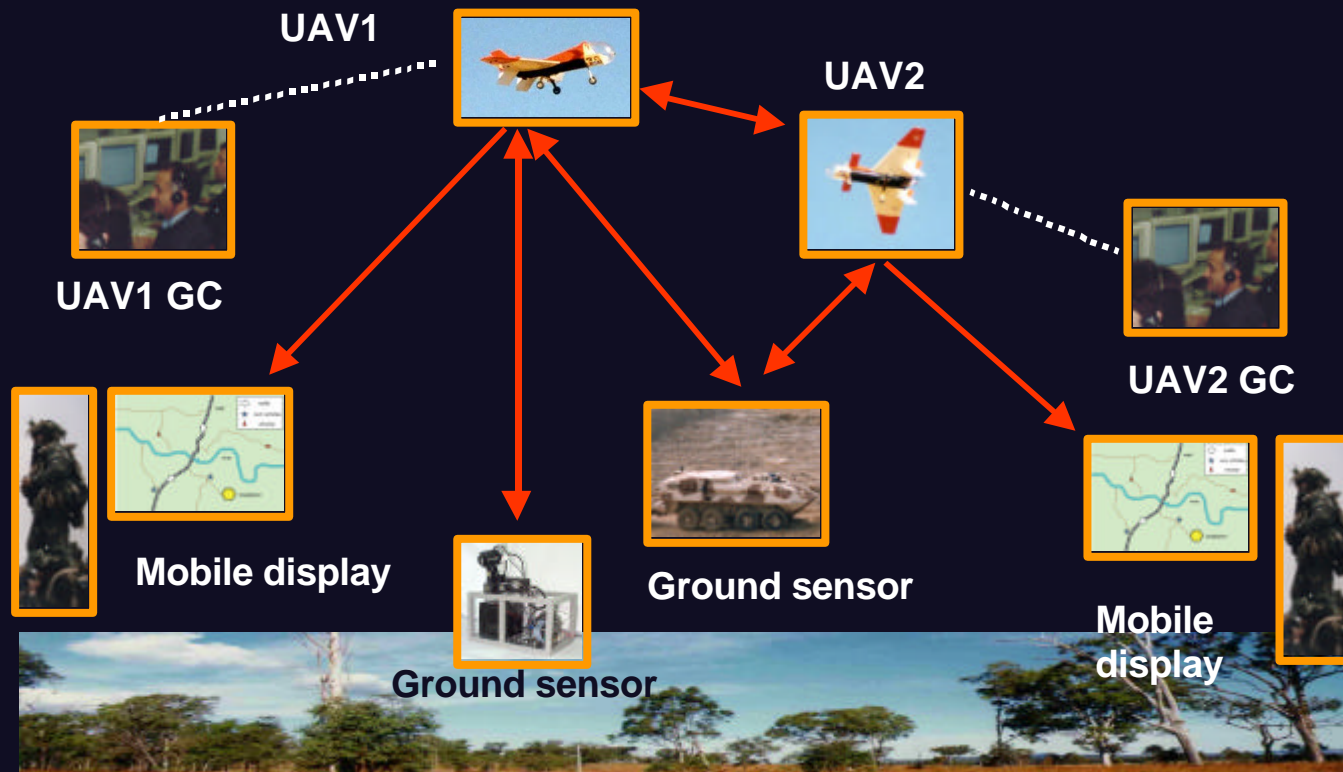 UAV1
UAV2
UAV1 GC
UAV2 GC
Mobile display
Ground sensor
Mobile
display
Ground sensor